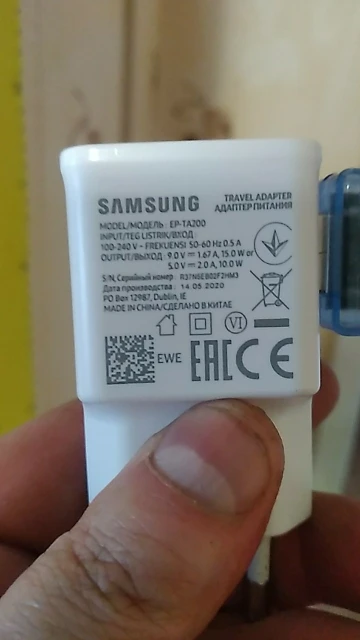 SAMSUNG
TRAVEL ADAPTER
АДАПТЕР ПИТАНИЯ
MODEL/МОДЕЛЬ : EP-TA200
INPUT/TEG LISTRIK/ВХОД :
100-240 V ~ FREKUENSI 50-60 Hz 0.5 A
OUTPUT/ВЫХОД : 9.0 V ⎓ 1.67 A, 15.0 W or
5.0 V ⎓ 2.0 A, 10.0 W
S/N, Серийный номер : R37N5EB02F2HM3
Дата производства : 14.05.2020
PO Box 12987, Dublin, IE
MADE IN CHINA/СДЕЛАНО В КИТАЕ
VI
EWE
EAC CE